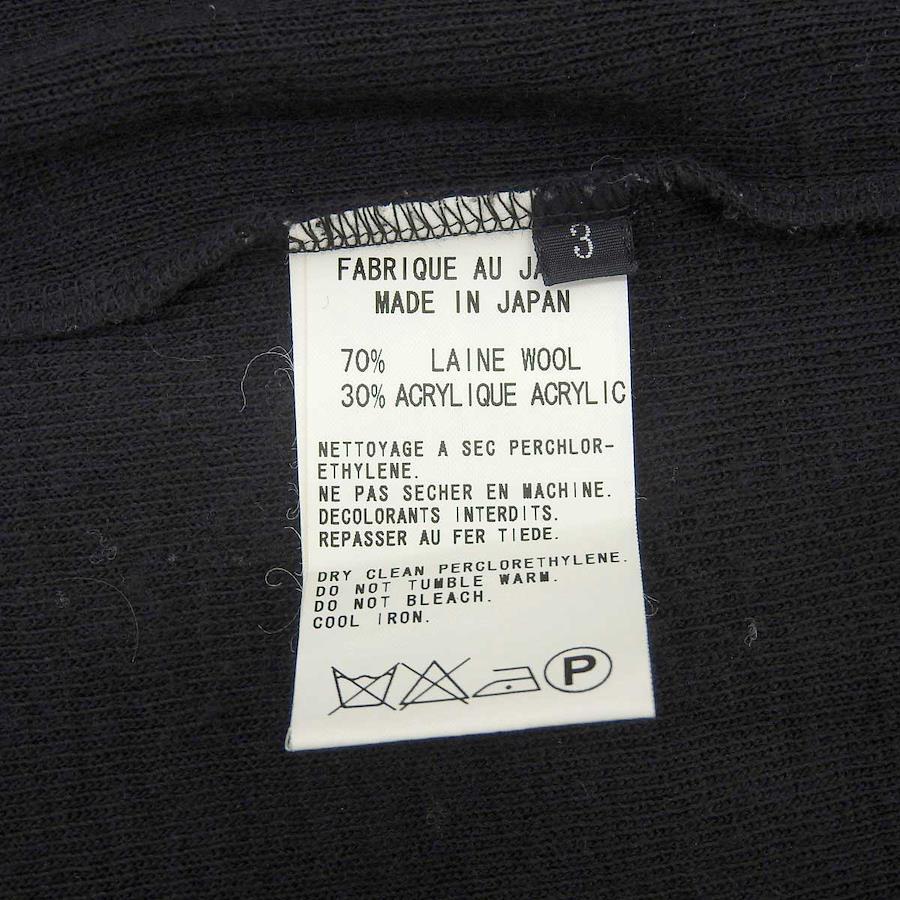 3
FABRIQUE AU
MADE IN JAPAN
70% LAINE WOOL
30% ACRYLIQUE ACRYLIC
NETTOYAGE A SEC PERCHLOR-
ETHYLENE.
NE PAS SECHER EN MACHINE.
DECOLORANTS INTERDITS.
REPASSER AU FER TIEDE.
DRY CLEAN PERCLORETHYLENE.
DO NOT TUMBLE WARM.
DO NOT BLEACH.
COOL IRON.
P